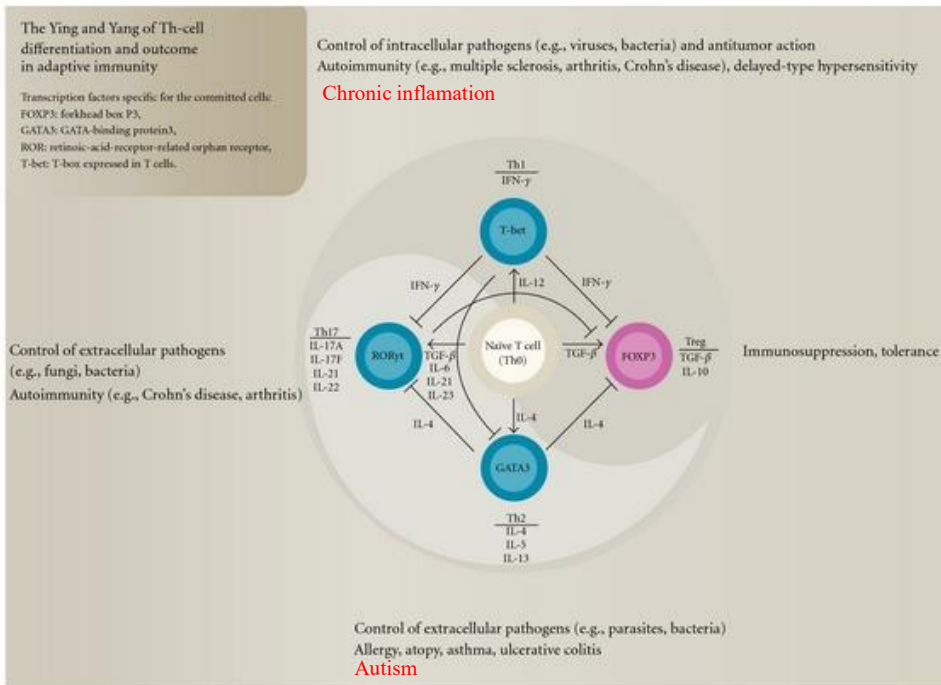 The Ying and Yang of Th-cell
differentiation and outcome
in adaptive immunity
Transcription factors specific for the committed cells:
FOXP3: forkhead box P3,
GATA3: GATA-binding protein3,
ROR: retinoic-acid-receptor-related orphan receptor,
T-bet: T-box expressed in T cells.
Control of intracellular pathogens (e.g., viruses, bacteria) and antitumor action
Autoimmunity (e.g., multiple sclerosis, arthritis, Crohn's disease), delayed-type hypersensitivity
Chronic inflamation
Th1
IFN-γ
T-bet
IFN-γ
IL-12
IFN-γ
Control of extracellular pathogens
(e.g., fungi, bacteria)
Autoimmunity (e.g., Crohn's disease, arthritis)
Th17
IL-17A
IL-17F
IL-21
IL-22
RORγt
TGF-β
IL-6
IL-21
IL-23
Naïve T cell
(Th0)
TGF-β
FOXP3
Treg
TGF-β
IL-10
Immunosuppression, tolerance
IL-4
IL-4
IL-4
GATA3
Th2
IL-4
IL-5
IL-13
Control of extracellular pathogens (e.g., parasites, bacteria)
Allergy, atopy, asthma, ulcerative colitis
Autism